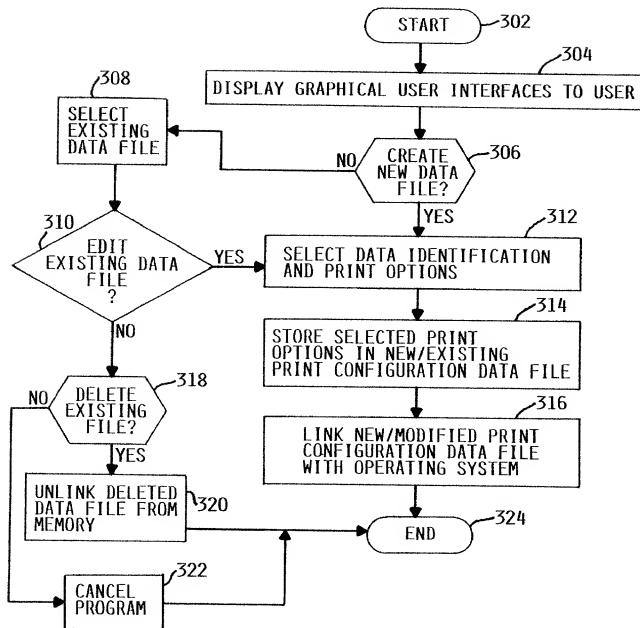 START
302
304
DISPLAY GRAPHICAL USER INTERFACES TO USER
308
SELECT
EXISTING
DATA FILE
306
CREATE
NEW DATA
FILE?
NO
YES
310
EDIT
EXISTING DATA
FILE
?
YES
NO
312
SELECT DATA IDENTIFICATION
AND PRINT OPTIONS
314
STORE SELECTED PRINT
OPTIONS IN NEW/EXISTING
PRINT CONFIGURATION DATA FILE
318
DELETE
EXISTING
FILE?
NO
YES
316
LINK NEW/MODIFIED PRINT
CONFIGURATION DATA FILE
WITH OPERATING SYSTEM
320
UNLINK DELETED
DATA FILE FROM
MEMORY
END
324
322
CANCEL
PROGRAM